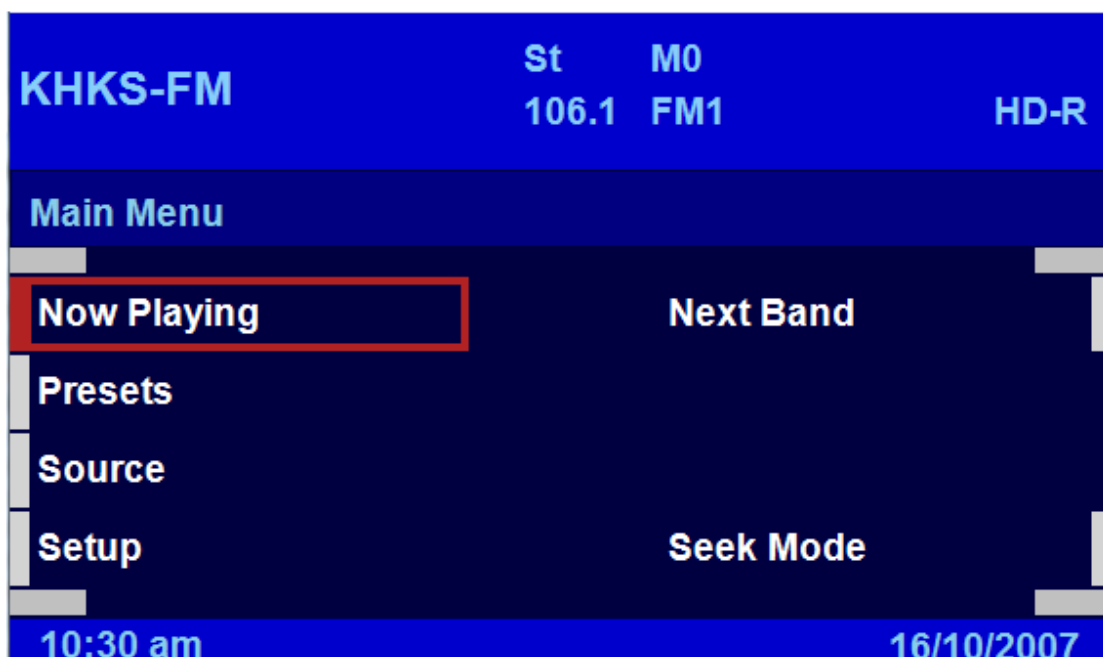 St M0
KHKS-FM
106.1 FM1 HD-R
Main Menu
Now Playing Next Band
Presets
Source
Setup Seek Mode
10:30 am 16/10/2007